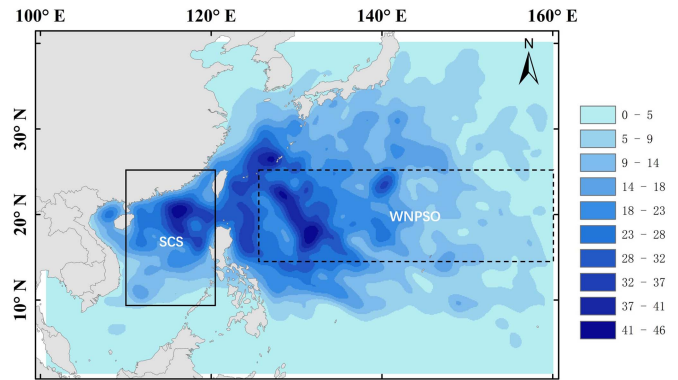 100° E 120° E 140° E 160° E
N
30° N
20° N
10° N
SCS
WNPSO
0 - 5
5 - 9
9 - 14
14 - 18
18 - 23
23 - 28
28 - 32
32 - 37
37 - 41
41 - 46